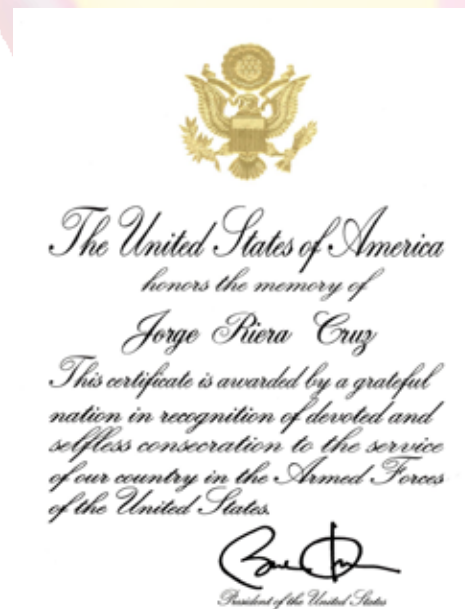 The United States of America
honors the memory of
Jorge Riera Cruz
This certificate is awarded by a grateful
nation in recognition of devoted and
selfless consecration to the service
of our country in the Armed Forces
of the United States.
President of the United States